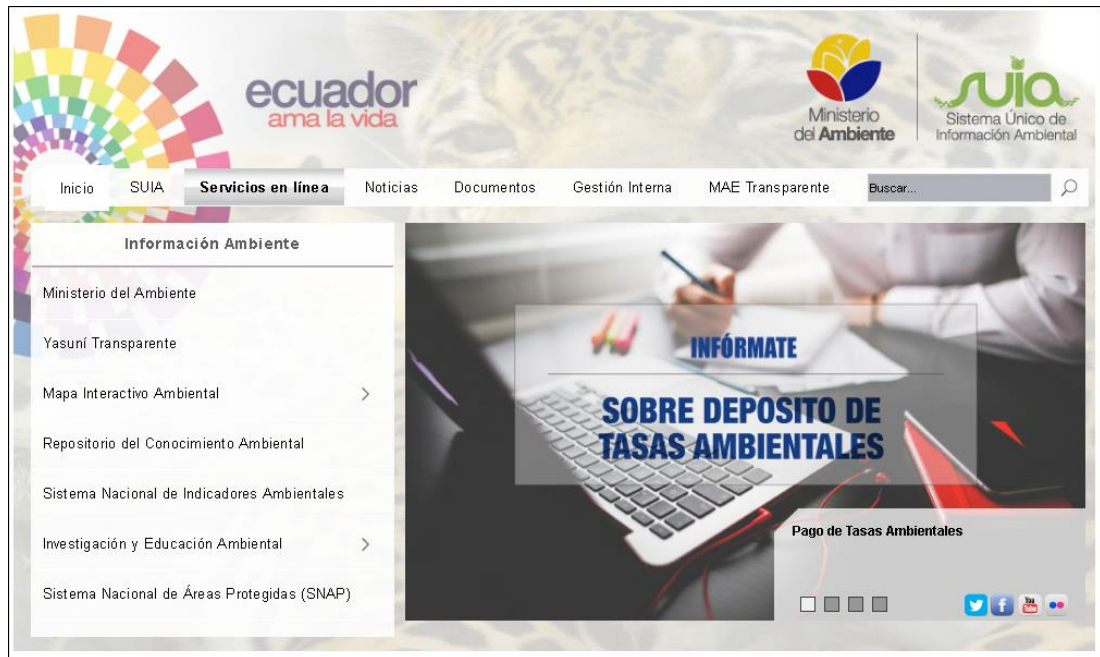 ecuador
ama la vida
Ministerio
del Ambiente
suia
Sistema Único de
Información Ambiental
Inicio
SUIA
Servicios en línea
Noticias
Documentos
Gestión Interna
MAE Transparente
Buscar...
Información Ambiente
Ministerio del Ambiente
Yasuní Transparente
Mapa Interactivo Ambiental
Repositorio del Conocimiento Ambiental
Sistema Nacional de Indicadores Ambientales
Investigación y Educación Ambiental
Sistema Nacional de Áreas Protegidas (SNAP)
INFÓRMATE
SOBRE DEPOSITO DE
TASAS AMBIENTALES
Pago de Tasas Ambientales
You
Tube